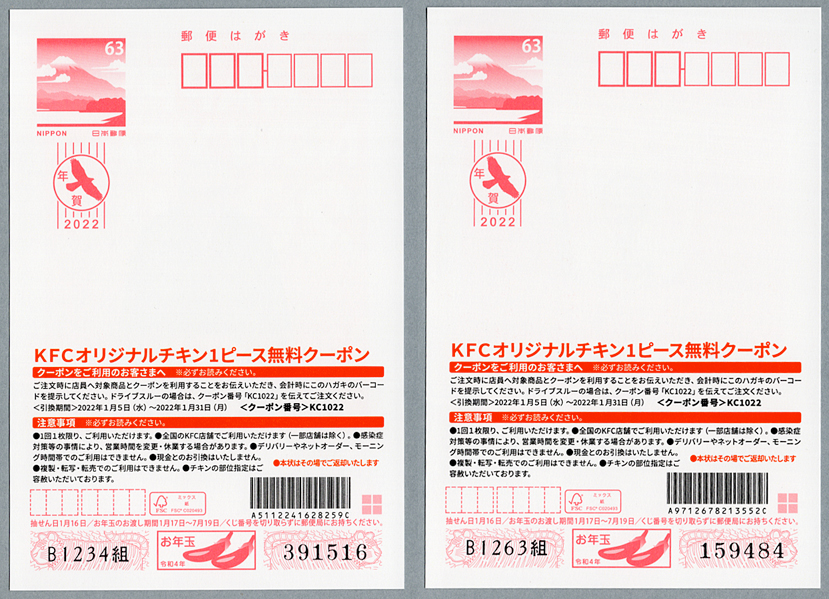 63
郵便はがき
NIPPON 日本郵便
年賀
2022
KFCオリジナルチキン1ピース無料クーポン
クーポンをご利用のお客さまへ ※必ずお読みください。
ご注文時に店員へ対象商品とクーポンを利用することをお伝えいただき、会計時にこのハガキのバーコー
ドを提示してください。ドライブスルーの場合は、クーポン番号「KC1022」を伝えてご注文ください。
<引換期間>2022年1月5日(水)〜2022年1月31日(月) <クーポン番号>KC1022
注意事項 ※必ずお読みください。
●1回1枚限り、ご利用いただけます。●全国のKFC店舗でご利用いただけます(一部店舗は除く)。●感染症
対策等の事情により、営業時間を変更・休業する場合があります。●デリバリーやネットオーダー、モーニン
グ時間帯でのご利用はできません。●現金とのお引換はいたしません。
●複製・転写・転売でのご利用はできません。●チキンの部位指定はご
容赦いただいております。
●本状はその場でご返却いたします
FSC
ミックス
紙
FSC® C020493
A5112241628259C
抽せん日1月16日/お年玉のお渡し期間1月17日〜7月19日/くじ番号を切り取らずに郵便局にお持ちください。
B1234組
お年玉
令和4年
391516
63
郵便はがき
NIPPON 日本郵便
年賀
2022
KFCオリジナルチキン1ピース無料クーポン
クーポンをご利用のお客さまへ ※必ずお読みください。
ご注文時に店員へ対象商品とクーポンを利用することをお伝えいただき、会計時にこのハガキのバーコー
ドを提示してください。ドライブスルーの場合は、クーポン番号「KC1022」を伝えてご注文ください。
<引換期間>2022年1月5日(水)〜2022年1月31日(月) <クーポン番号>KC1022
注意事項 ※必ずお読みください。
●1回1枚限り、ご利用いただけます。●全国のKFC店舗でご利用いただけます(一部店舗は除く)。●感染症
対策等の事情により、営業時間を変更・休業する場合があります。●デリバリーやネットオーダー、モーニン
グ時間帯でのご利用はできません。●現金とのお引換はいたしません。
●複製・転写・転売でのご利用はできません。●チキンの部位指定はご
容赦いただいております。
●本状はその場でご返却いたします
FSC
ミックス
紙
FSC® C020493
A97126782135​52C
抽せん日1月16日/お年玉のお渡し期間1月17日〜7月19日/くじ番号を切り取らずに郵便局にお持ちください。
B1263組
お年玉
令和4年
159484